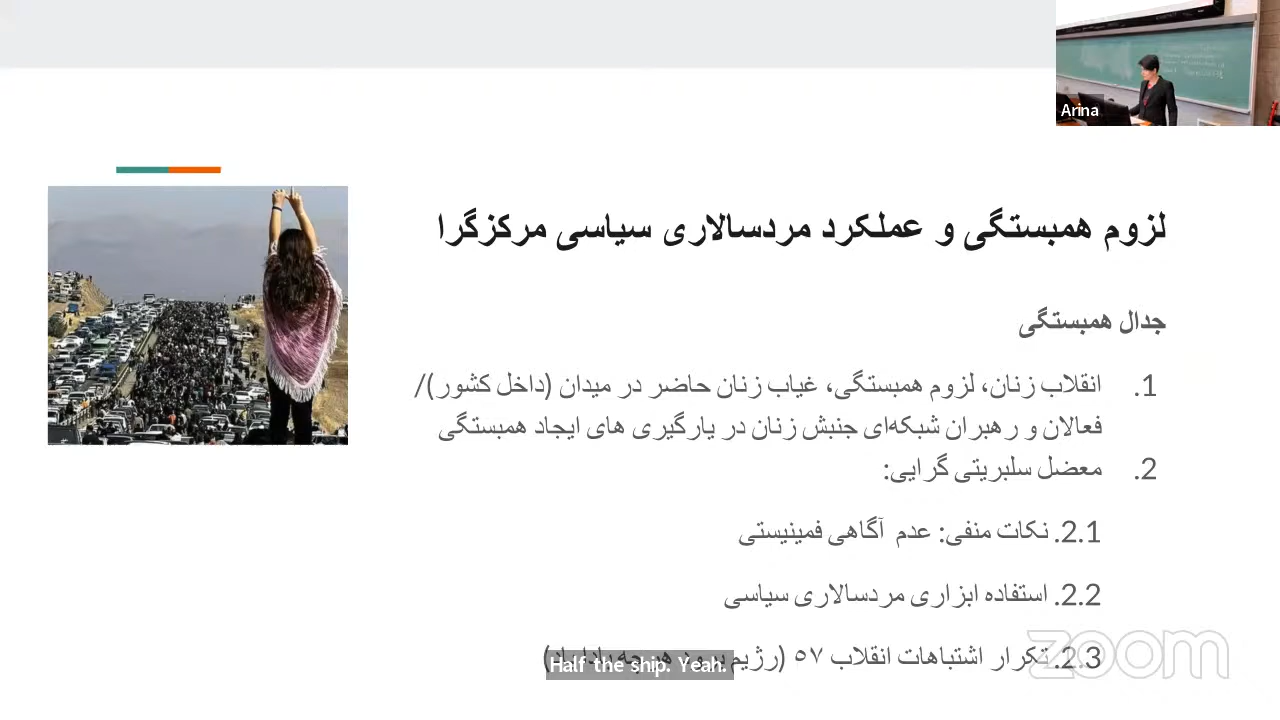 Arina
لزوم همبستگی و عملکرد مردسالاری سیاسی مرکزگرا
جدال همبستگی
1. انقلاب زنان، لزوم همبستگی، غیاب زنان حاضر در میدان (داخل کشور)/
فعالان و رهبران شبکه‌ای جنبش زنان در یارگیری های ایجاد همبستگی
2. معضل سلبریتی گرایی:
2.1. نکات منفی: عدم آگاهی فمینیستی
2.2. استفاده ابزاری مردسالاری سیاسی
2.3. تکرار اشتباهات انقلاب ۵۷ (رژیم
Half the ship. Yeah.
zoom